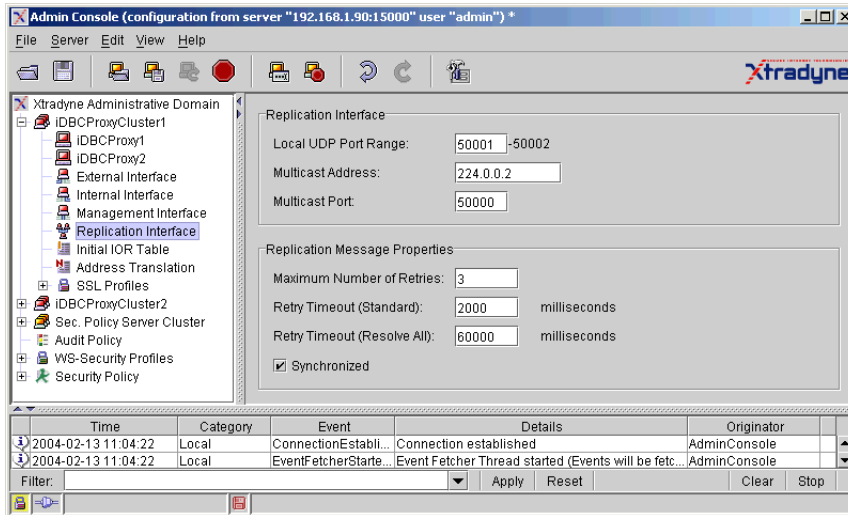 Admin Console (configuration from server "192.168.1.90:15000" user "admin") *
File Server Edit View Help
Xtradyne
Xtradyne Administrative Domain
iDBCProxyCluster1
iDBCProxy1
iDBCProxy2
External Interface
Internal Interface
Management Interface
Replication Interface
Initial IOR Table
Address Translation
SSL Profiles
iDBCProxyCluster2
Sec. Policy Server Cluster
Audit Policy
WS-Security Profiles
Security Policy
Replication Interface
Local UDP Port Range: 50001 -50002
Multicast Address: 224.0.0.2
Multicast Port: 50000
Replication Message Properties
Maximum Number of Retries: 3
Retry Timeout (Standard): 2000 milliseconds
Retry Timeout (Resolve All): 60000 milliseconds
Synchronized
Time Category Event Details Originator
2004-02-13 11:04:22 Local ConnectionEstabli... Connection established AdminConsole
2004-02-13 11:04:22 Local EventFetcherStarte... Event Fetcher Thread started (Events will be fetc... AdminConsole
Filter: Apply Reset Clear Stop